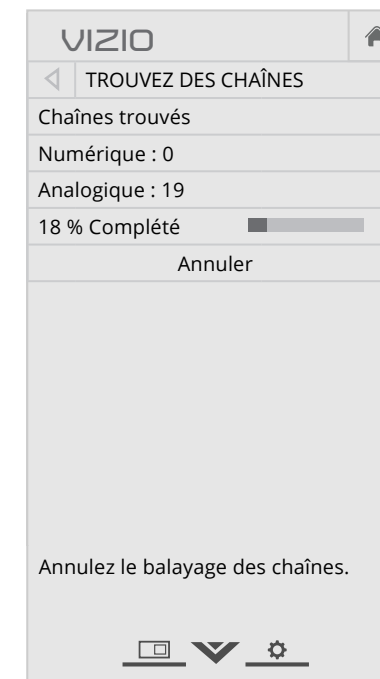 VIZIO
TROUVEZ DES CHAÎNES
Chaînes trouvés
Numérique : 0
Analogique : 19
18 % Complété
Annuler
Annulez le balayage des chaînes.